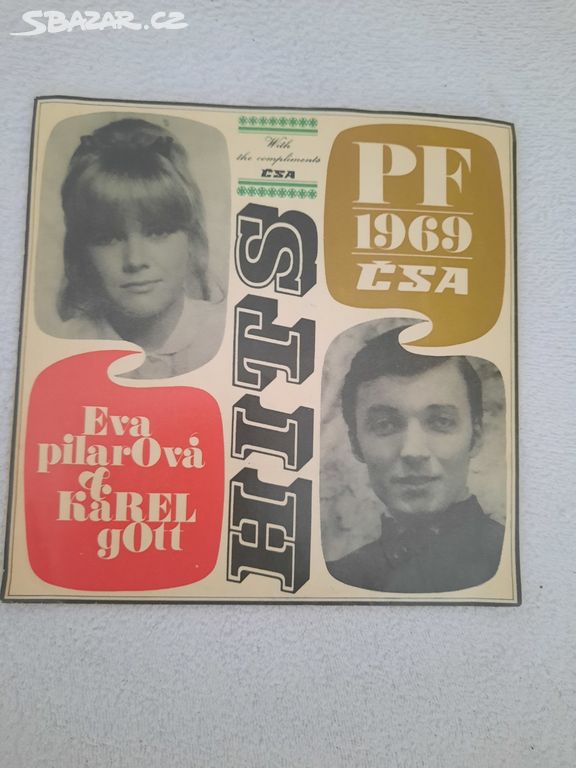 SBAZAR.CZ
With
the compliments
ČSA
PF
1969
ČSA
HITS
Eva
pilarOvá
&
KaREL
gOtt